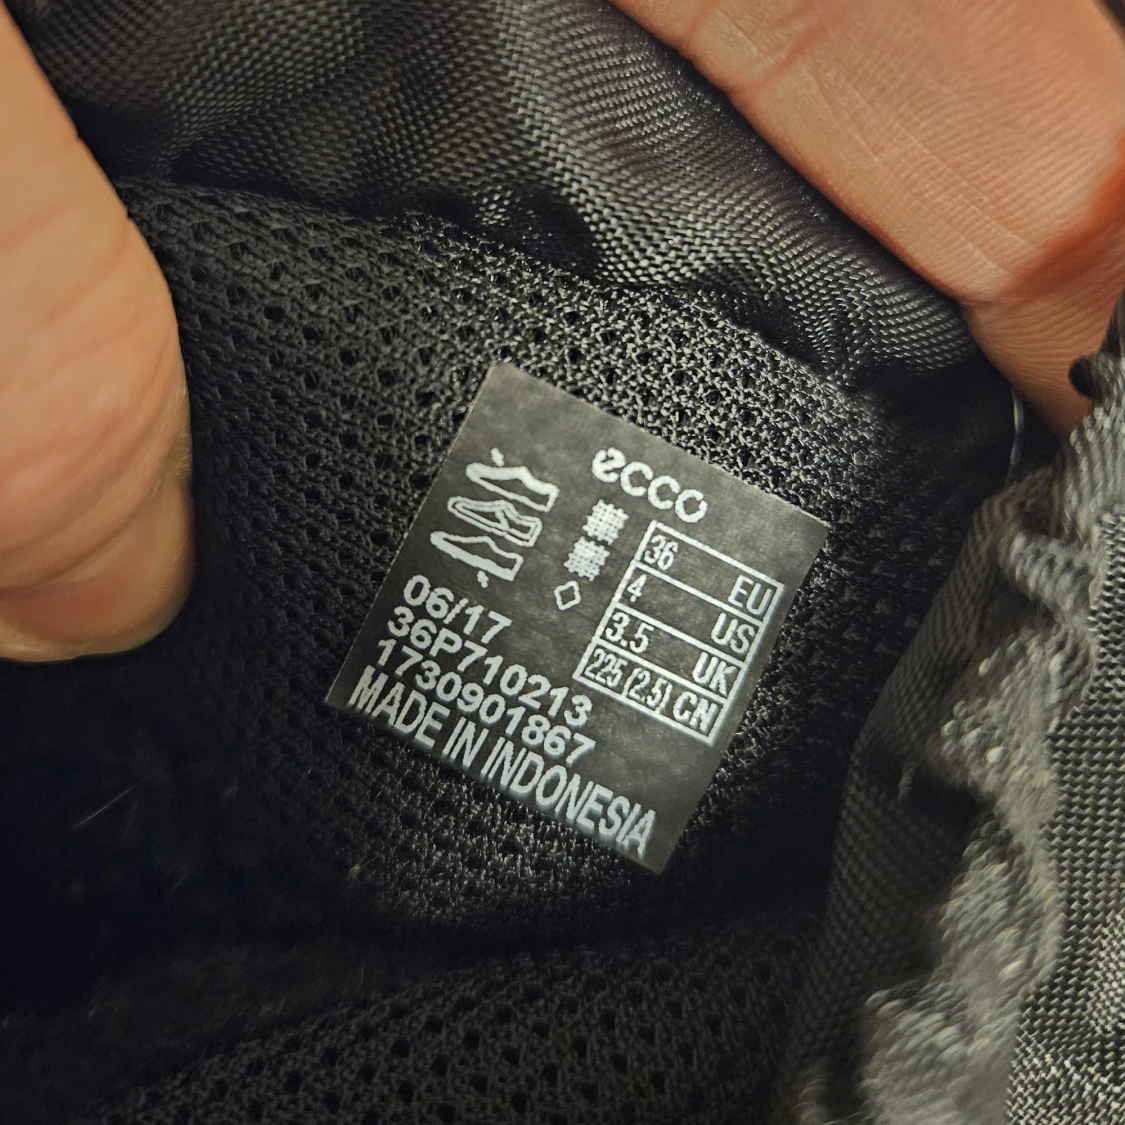 ecco
36 EU
4 US
3.5 UK
225 (2.5) CN
06/17
36P710213
1730901867
MADE IN INDONESIA